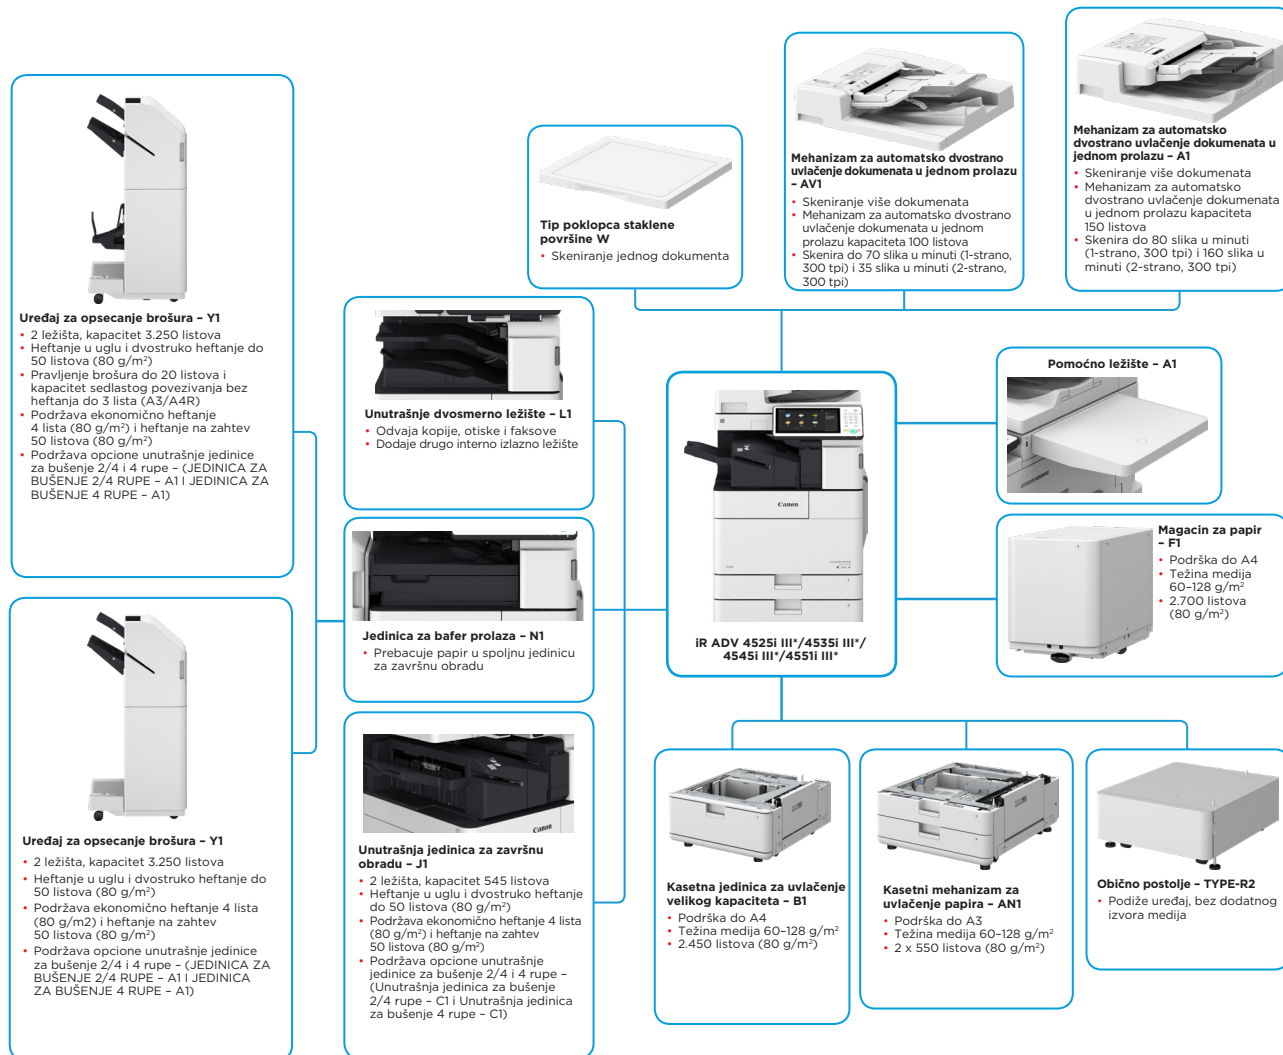 Mehanizam za automatsko
dvostrano uvlačenje dokumenata u
jednom prolazu – A1
• Skeniranje više dokumenata
• Mehanizam za automatsko
dvostrano uvlačenje dokumenata
u jednom prolazu kapaciteta
150 listova
• Skenira do 80 slika u minuti
(1-strano, 300 tpi) i 160 slika u
minuti (2-strano, 300 tpi)
Mehanizam za automatsko dvostrano
uvlačenje dokumenata u jednom prolazu
– AV1
• Skeniranje više dokumenata
• Mehanizam za automatsko dvostrano
uvlačenje dokumenata u jednom
prolazu kapaciteta 100 listova
• Skenira do 70 slika u minuti (1-strano,
300 tpi) i 35 slika u minuti (2-strano,
300 tpi)
Tip poklopca staklene
površine W
• Skeniranje jednog dokumenta
Uređaj za opsecanje brošura – Y1
• 2 ležišta, kapacitet 3.250 listova
• Heftanje u uglu i dvostruko heftanje do
50 listova (80 g/m²)
• Pravljenje brošura do 20 listova i
kapacitet sedlastog povezivanja bez
heftanja do 3 lista (A3/A4R)
• Podržava ekonomično heftanje
4 lista (80 g/m²) i heftanje na zahtev
50 listova (80 g/m²)
• Podržava opcione unutrašnje jedinice
za bušenje 2/4 i 4 rupe – (JEDINICA ZA
BUŠENJE 2/4 RUPE – A1 I JEDINICA ZA
BUŠENJE 4 RUPE – A1)
Unutrašnje dvosmerno ležište – L1
• Odvaja kopije, otiske i faksove
• Dodaje drugo interno izlazno ležište
Pomoćno ležište – A1
Canon
iR ADV 4525i III*/4535i III*/
4545i III*/4551i III*
Magacin za papir
– F1
• Podrška do A4
• Težina medija
60–128 g/m²
• 2.700 listova
(80 g/m²)
Jedinica za bafer prolaza – N1
• Prebacuje papir u spoljnu jedinicu
za završnu obradu
Uređaj za opsecanje brošura – Y1
• 2 ležišta, kapacitet 3.250 listova
• Heftanje u uglu i dvostruko heftanje do
50 listova (80 g/m²)
• Podržava ekonomično heftanje 4 lista
(80 g/m2) i heftanje na zahtev
50 listova (80 g/m²)
• Podržava opcione unutrašnje jedinice
za bušenje 2/4 i 4 rupe – (JEDINICA ZA
BUŠENJE 2/4 RUPE – A1 I JEDINICA
ZA BUŠENJE 4 RUPE – A1)
Canon
Unutrašnja jedinica za završnu
obradu – J1
• 2 ležišta, kapacitet 545 listova
• Heftanje u uglu i dvostruko heftanje
do 50 listova (80 g/m²)
• Podržava ekonomično heftanje 4 lista
(80 g/m²) i heftanje na zahtev
50 listova (80 g/m²)
• Podržava opcione unutrašnje
jedinice za bušenje 2/4 i 4 rupe –
(Unutrašnja jedinica za bušenje
2/4 rupe – C1 i Unutrašnja jedinica
za bušenje 4 rupe – C1)
Kasetna jedinica za uvlačenje
velikog kapaciteta – B1
• Podrška do A4
• Težina medija 60–128 g/m²
• 2.450 listova (80 g/m²)
Kasetni mehanizam za
uvlačenje papira – AN1
• Podrška do A3
• Težina medija 60–128 g/m²
• 2 x 550 listova (80 g/m²)
Obično postolje – TYPE-R2
• Podiže uređaj, bez dodatnog
izvora medija